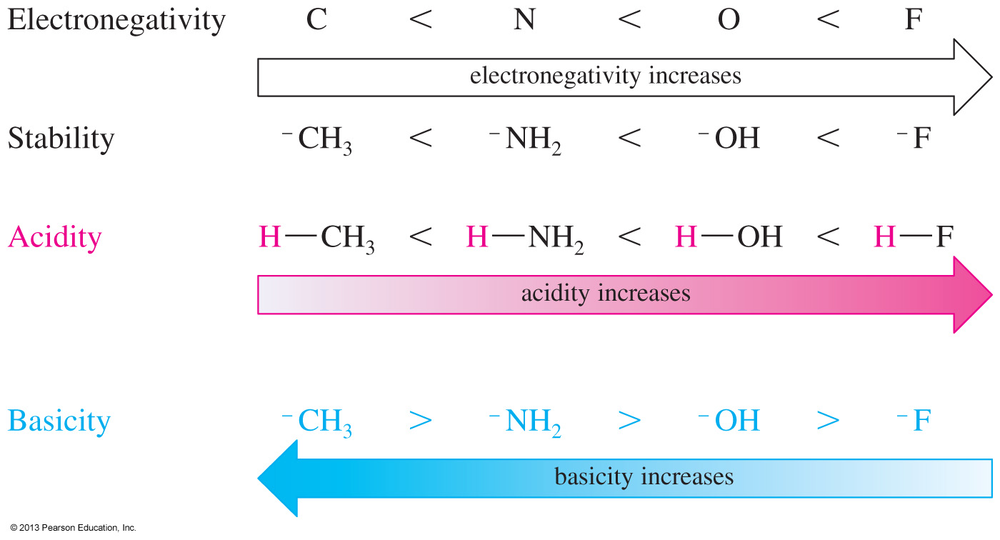 Electronegativity C < N < O < F
electronegativity increases
Stability ⁻CH₃ < ⁻NH₂ < ⁻OH < ⁻F
Acidity H—CH₃ < H—NH₂ < H—OH < H—F
acidity increases
Basicity ⁻CH₃ > ⁻NH₂ > ⁻OH > ⁻F
basicity increases
© 2013 Pearson Education, Inc.